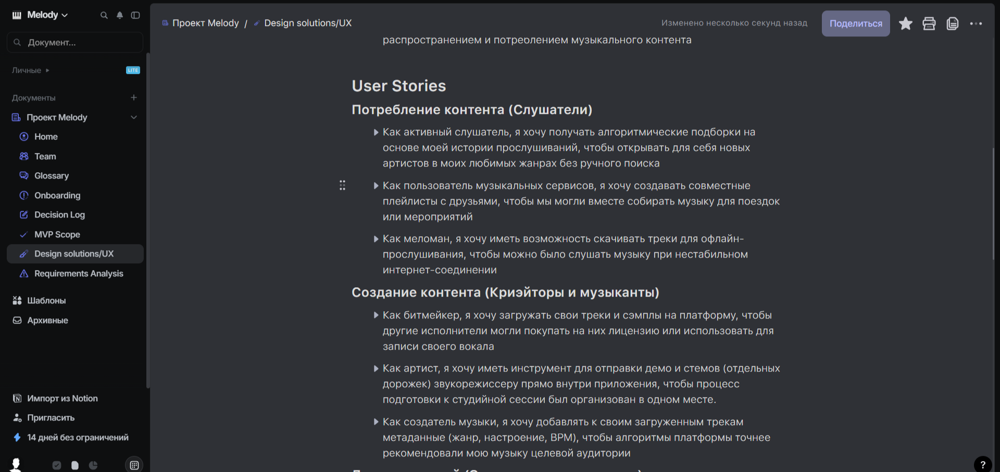 Melody
Документ...
Личные
LITE
Документы
Проект Melody
Home
Team
Glossary
Onboarding
Decision Log
MVP Scope
Design solutions/UX
Requirements Analysis
Шаблоны
Архивные
Импорт из Notion
Пригласить
14 дней без ограничений
Проект Melody / Design solutions/UX
Изменено несколько секунд назад
Поделиться
распространением и потреблением музыкального контента
User Stories
Потребление контента (Слушатели)
Как активный слушатель, я хочу получать алгоритмические подборки на
основе моей истории прослушиваний, чтобы открывать для себя новых
артистов в моих любимых жанрах без ручного поиска
Как пользователь музыкальных сервисов, я хочу создавать совместные
плейлисты с друзьями, чтобы мы могли вместе собирать музыку для поездок
или мероприятий
Как меломан, я хочу иметь возможность скачивать треки для офлайн-
прослушивания, чтобы можно было слушать музыку при нестабильном
интернет-соединении
Создание контента (Криэйторы и музыканты)
Как битмейкер, я хочу загружать свои треки и сэмплы на платформу, чтобы
другие исполнители могли покупать на них лицензию или использовать для
записи своего вокала
Как артист, я хочу иметь инструмент для отправки демо и стемов (отдельных
дорожек) звукорежиссеру прямо внутри приложения, чтобы процесс
подготовки к студийной сессии был организован в одном месте.
Как создатель музыки, я хочу добавлять к своим загруженным трекам
метаданные (жанр, настроение, BPM), чтобы алгоритмы платформы точнее
рекомендовали мою музыку целевой аудитории
?